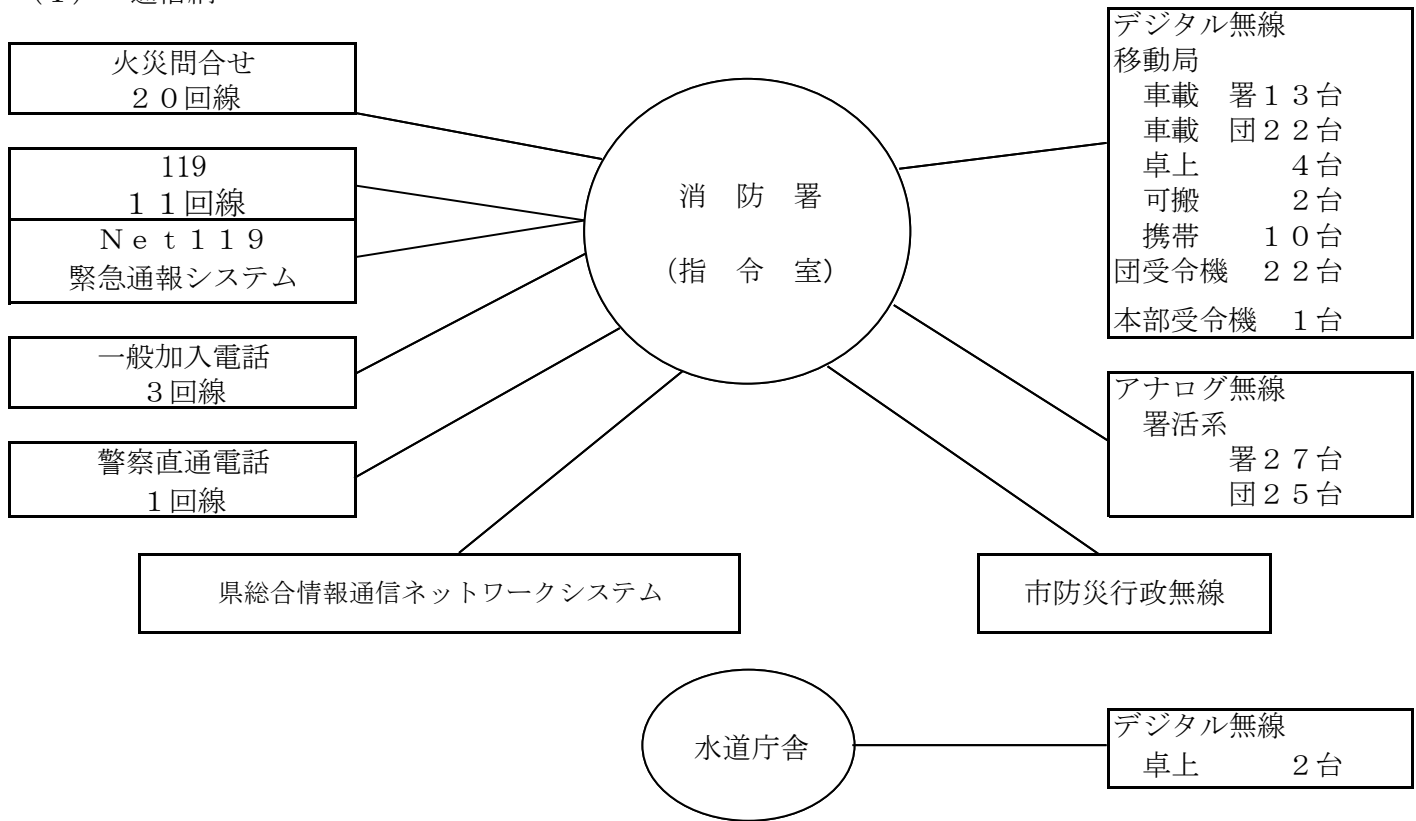 （１）　通信網
火災問合せ
２０回線
119
１１回線
Ｎｅｔ１１９
緊急通報システム
一般加入電話
３回線
警察直通電話
１回線
消　防　署
（指　令　室）
デジタル無線
移動局
車載　署１３台
車載　団２２台
卓上　　　４台
可搬　　　２台
携帯　　１０台
団受令機　２２台
本部受令機　１台
アナログ無線
署活系
署２７台
団２５台
県総合情報通信ネットワークシステム
市防災行政無線
水道庁舎
デジタル無線
卓上　　　２台